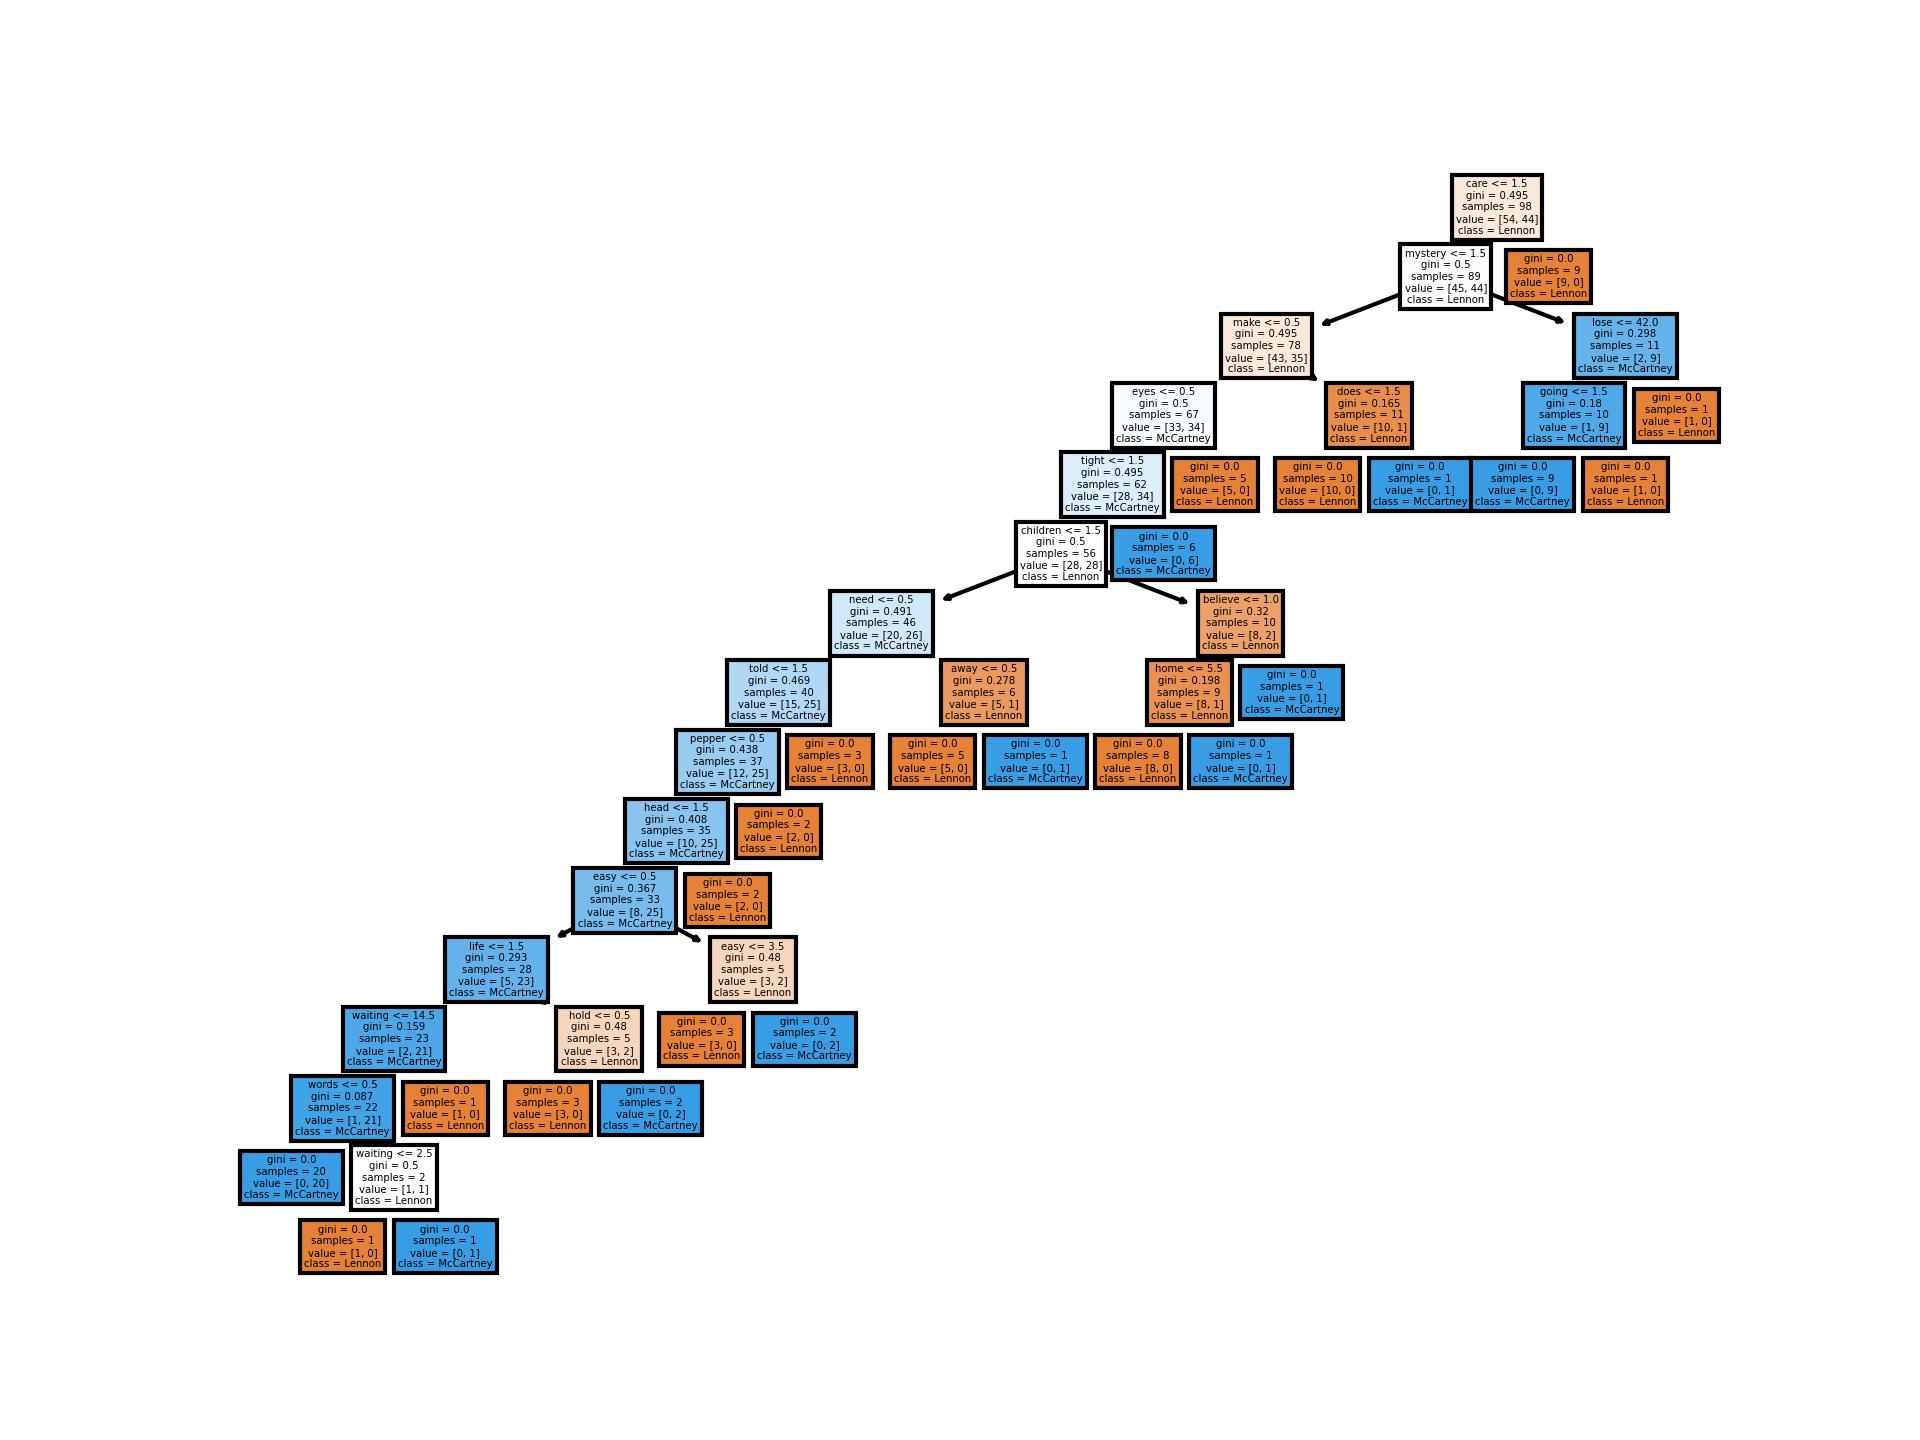 care <= 1.5
gini = 0.495
samples = 98
value = [54, 44]
class = Lennon
mystery <= 1.5
gini = 0.5
samples = 89
value = [45, 44]
class = Lennon
gini = 0.0
samples = 9
value = [9, 0]
class = Lennon
make <= 0.5
gini = 0.495
samples = 78
value = [43, 35]
class = Lennon
lose <= 42.0
gini = 0.298
samples = 11
value = [2, 9]
class = McCartney
eyes <= 0.5
gini = 0.5
samples = 67
value = [33, 34]
class = McCartney
does <= 1.5
gini = 0.165
samples = 11
value = [10, 1]
class = Lennon
going <= 1.5
gini = 0.18
samples = 10
value = [1, 9]
class = McCartney
gini = 0.0
samples = 1
value = [1, 0]
class = Lennon
tight <= 1.5
gini = 0.495
samples = 62
value = [28, 34]
class = McCartney
gini = 0.0
samples = 5
value = [5, 0]
class = Lennon
gini = 0.0
samples = 10
value = [10, 0]
class = Lennon
gini = 0.0
samples = 1
value = [0, 1]
class = McCartney
gini = 0.0
samples = 9
value = [0, 9]
class = McCartney
gini = 0.0
samples = 1
value = [1, 0]
class = Lennon
children <= 1.5
gini = 0.5
samples = 56
value = [28, 28]
class = Lennon
gini = 0.0
samples = 6
value = [0, 6]
class = McCartney
need <= 0.5
gini = 0.491
samples = 46
value = [20, 26]
class = McCartney
believe <= 1.0
gini = 0.32
samples = 10
value = [8, 2]
class = Lennon
told <= 1.5
gini = 0.469
samples = 40
value = [15, 25]
class = McCartney
away <= 0.5
gini = 0.278
samples = 6
value = [5, 1]
class = Lennon
home <= 5.5
gini = 0.198
samples = 9
value = [8, 1]
class = Lennon
gini = 0.0
samples = 1
value = [0, 1]
class = McCartney
pepper <= 0.5
gini = 0.438
samples = 37
value = [12, 25]
class = McCartney
gini = 0.0
samples = 3
value = [3, 0]
class = Lennon
gini = 0.0
samples = 5
value = [5, 0]
class = Lennon
gini = 0.0
samples = 1
value = [0, 1]
class = McCartney
gini = 0.0
samples = 8
value = [8, 0]
class = Lennon
gini = 0.0
samples = 1
value = [0, 1]
class = McCartney
head <= 1.5
gini = 0.408
samples = 35
value = [10, 25]
class = McCartney
gini = 0.0
samples = 2
value = [2, 0]
class = Lennon
easy <= 0.5
gini = 0.367
samples = 33
value = [8, 25]
class = McCartney
gini = 0.0
samples = 2
value = [2, 0]
class = Lennon
life <= 1.5
gini = 0.293
samples = 28
value = [5, 23]
class = McCartney
easy <= 3.5
gini = 0.48
samples = 5
value = [3, 2]
class = Lennon
waiting <= 14.5
gini = 0.159
samples = 23
value = [2, 21]
class = McCartney
hold <= 0.5
gini = 0.48
samples = 5
value = [3, 2]
class = Lennon
gini = 0.0
samples = 3
value = [3, 0]
class = Lennon
gini = 0.0
samples = 2
value = [0, 2]
class = McCartney
words <= 0.5
gini = 0.087
samples = 22
value = [1, 21]
class = McCartney
gini = 0.0
samples = 1
value = [1, 0]
class = Lennon
gini = 0.0
samples = 3
value = [3, 0]
class = Lennon
gini = 0.0
samples = 2
value = [0, 2]
class = McCartney
gini = 0.0
samples = 20
value = [0, 20]
class = McCartney
waiting <= 2.5
gini = 0.5
samples = 2
value = [1, 1]
class = Lennon
gini = 0.0
samples = 1
value = [1, 0]
class = Lennon
gini = 0.0
samples = 1
value = [0, 1]
class = McCartney